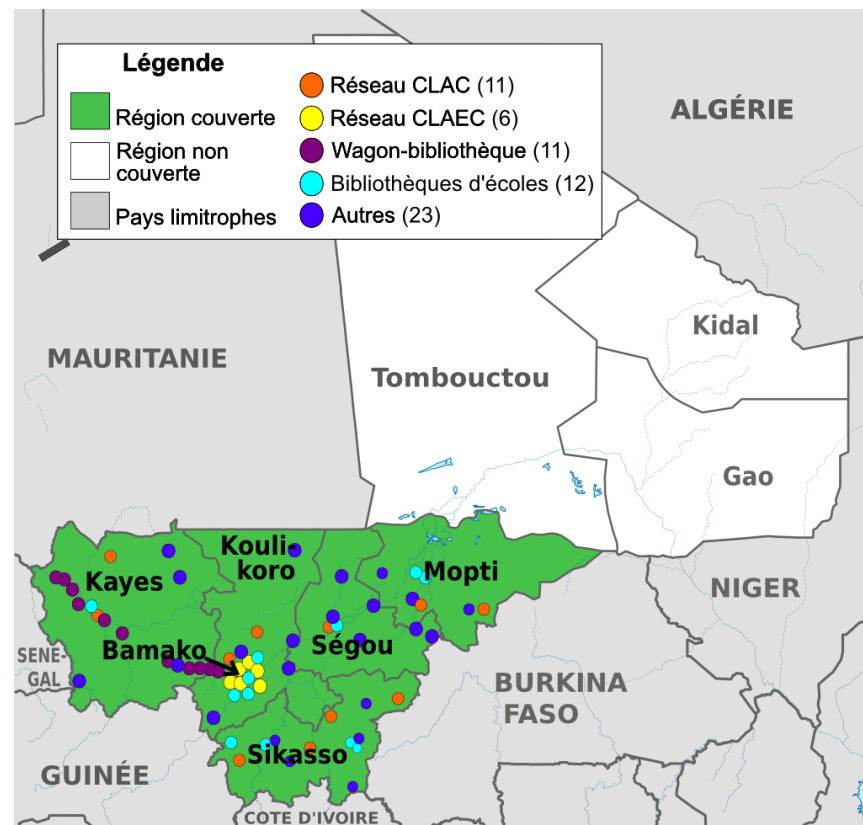 Légende
Région couverte
Région non
couverte
Pays limitrophes
Réseau CLAC (11)
Réseau CLAEC (6)
Wagon-bibliothèque (11)
Bibliothèques d'écoles (12)
Autres (23)
ALGÉRIE
MAURITANIE
Kidal
Tombouctou
Gao
Kouli-
koro
Mopti
Kayes
NIGER
Bamako
Ségou
SENE-
GAL
BURKINA
FASO
Sikasso
GUINÉE
COTE D'IVOIRE